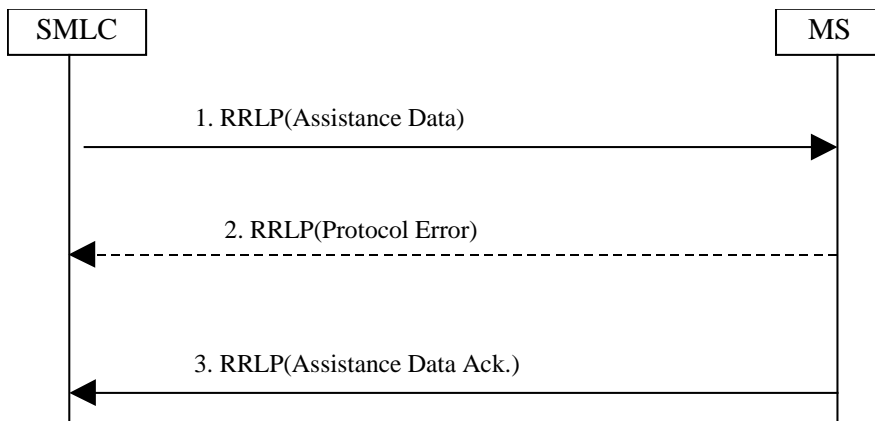 SMLC
MS
1. RRLP(Assistance Data)
2. RRLP(Protocol Error)
3. RRLP(Assistance Data Ack.)